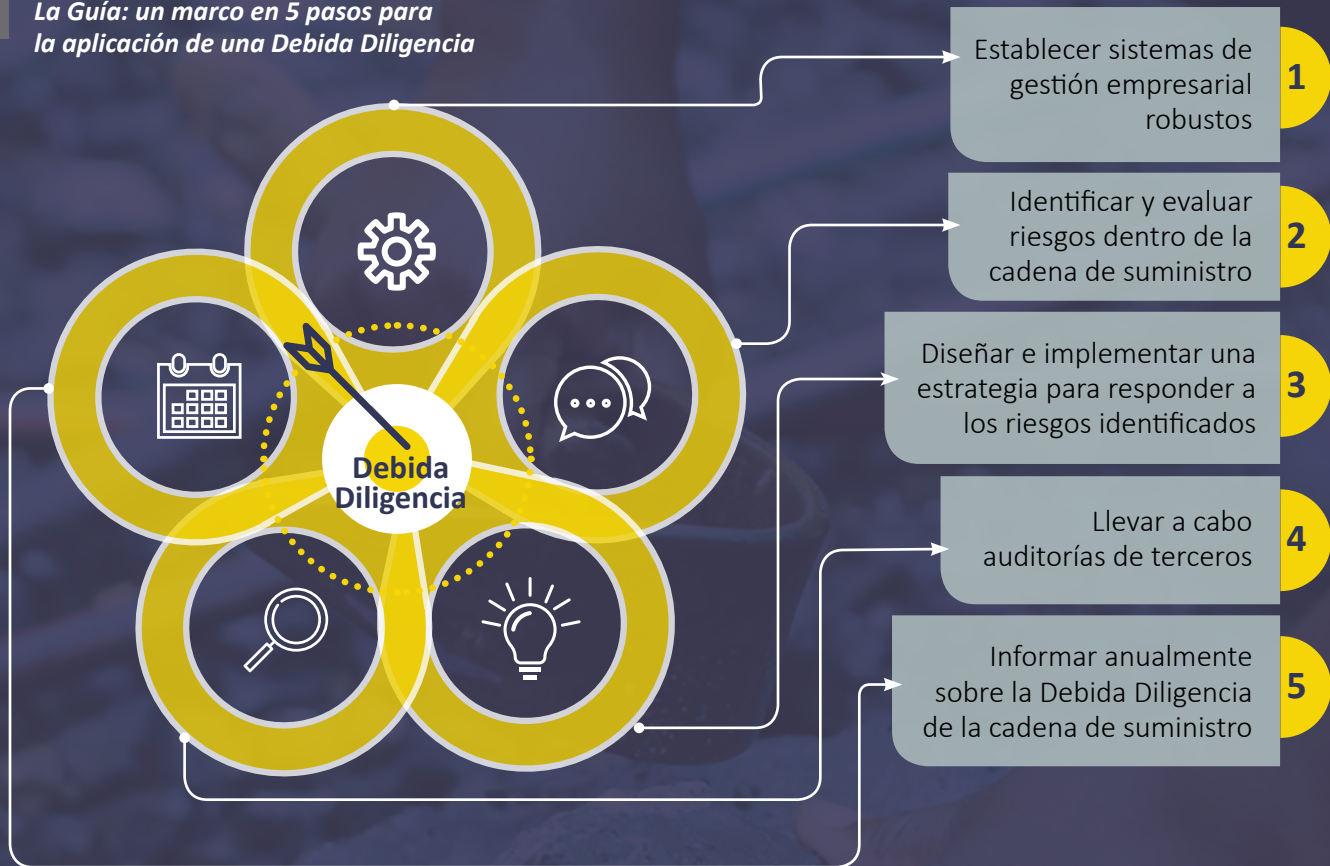 La Guía: un marco en 5 pasos para
la aplicación de una Debida Diligencia
Establecer sistemas de
gestión empresarial
robustos
1
Identificar y evaluar
riesgos dentro de la
cadena de suministro
2
Diseñar e implementar una
estrategia para responder a
los riesgos identificados
3
Llevar a cabo
auditorías de terceros
4
Informar anualmente
sobre la Debida Diligencia
de la cadena de suministro
5
Debida
Diligencia